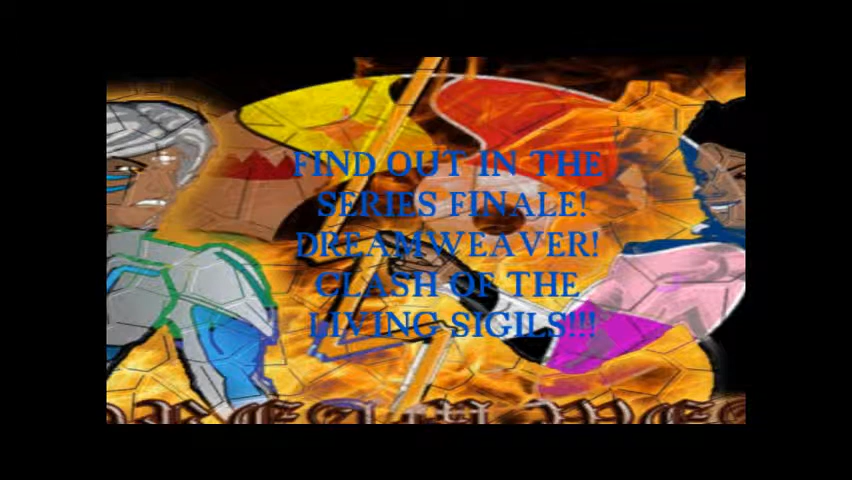 FIND OUT IN THE
SERIES FINALE!
DREAMWEAVER!
CLASH OF THE
LIVING SIGILS!!!